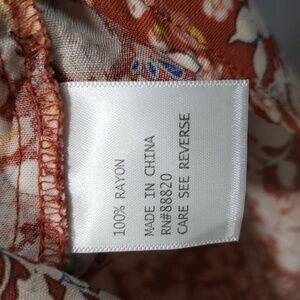 100% RAYON
MADE IN CHINA
RN#88820
CARE SEE REVERSE